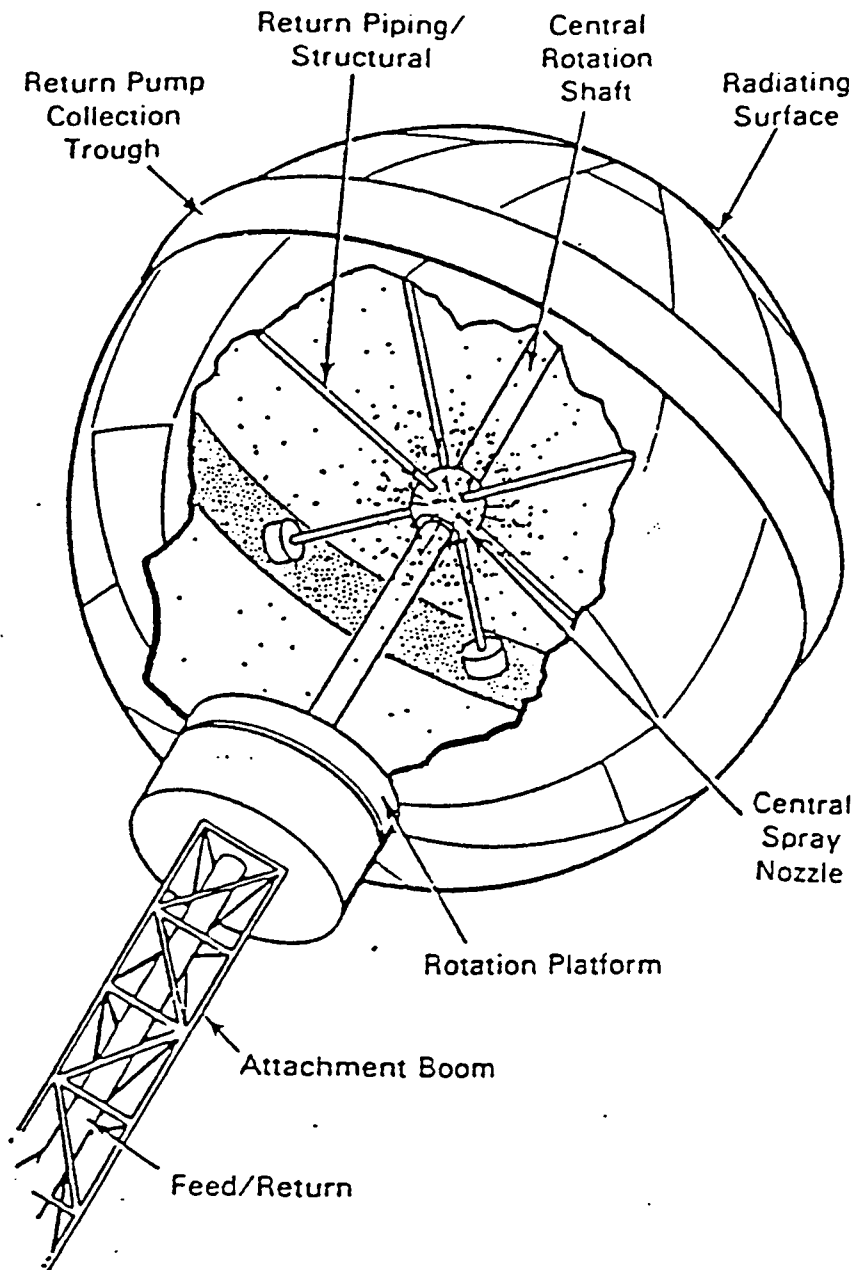 Return Piping/
Structural
Central
Rotation
Shaft
Return Pump
Collection
Trough
Radiating
Surface
Central
Spray
Nozzle
Rotation Platform
Attachment Boom
Feed/Return